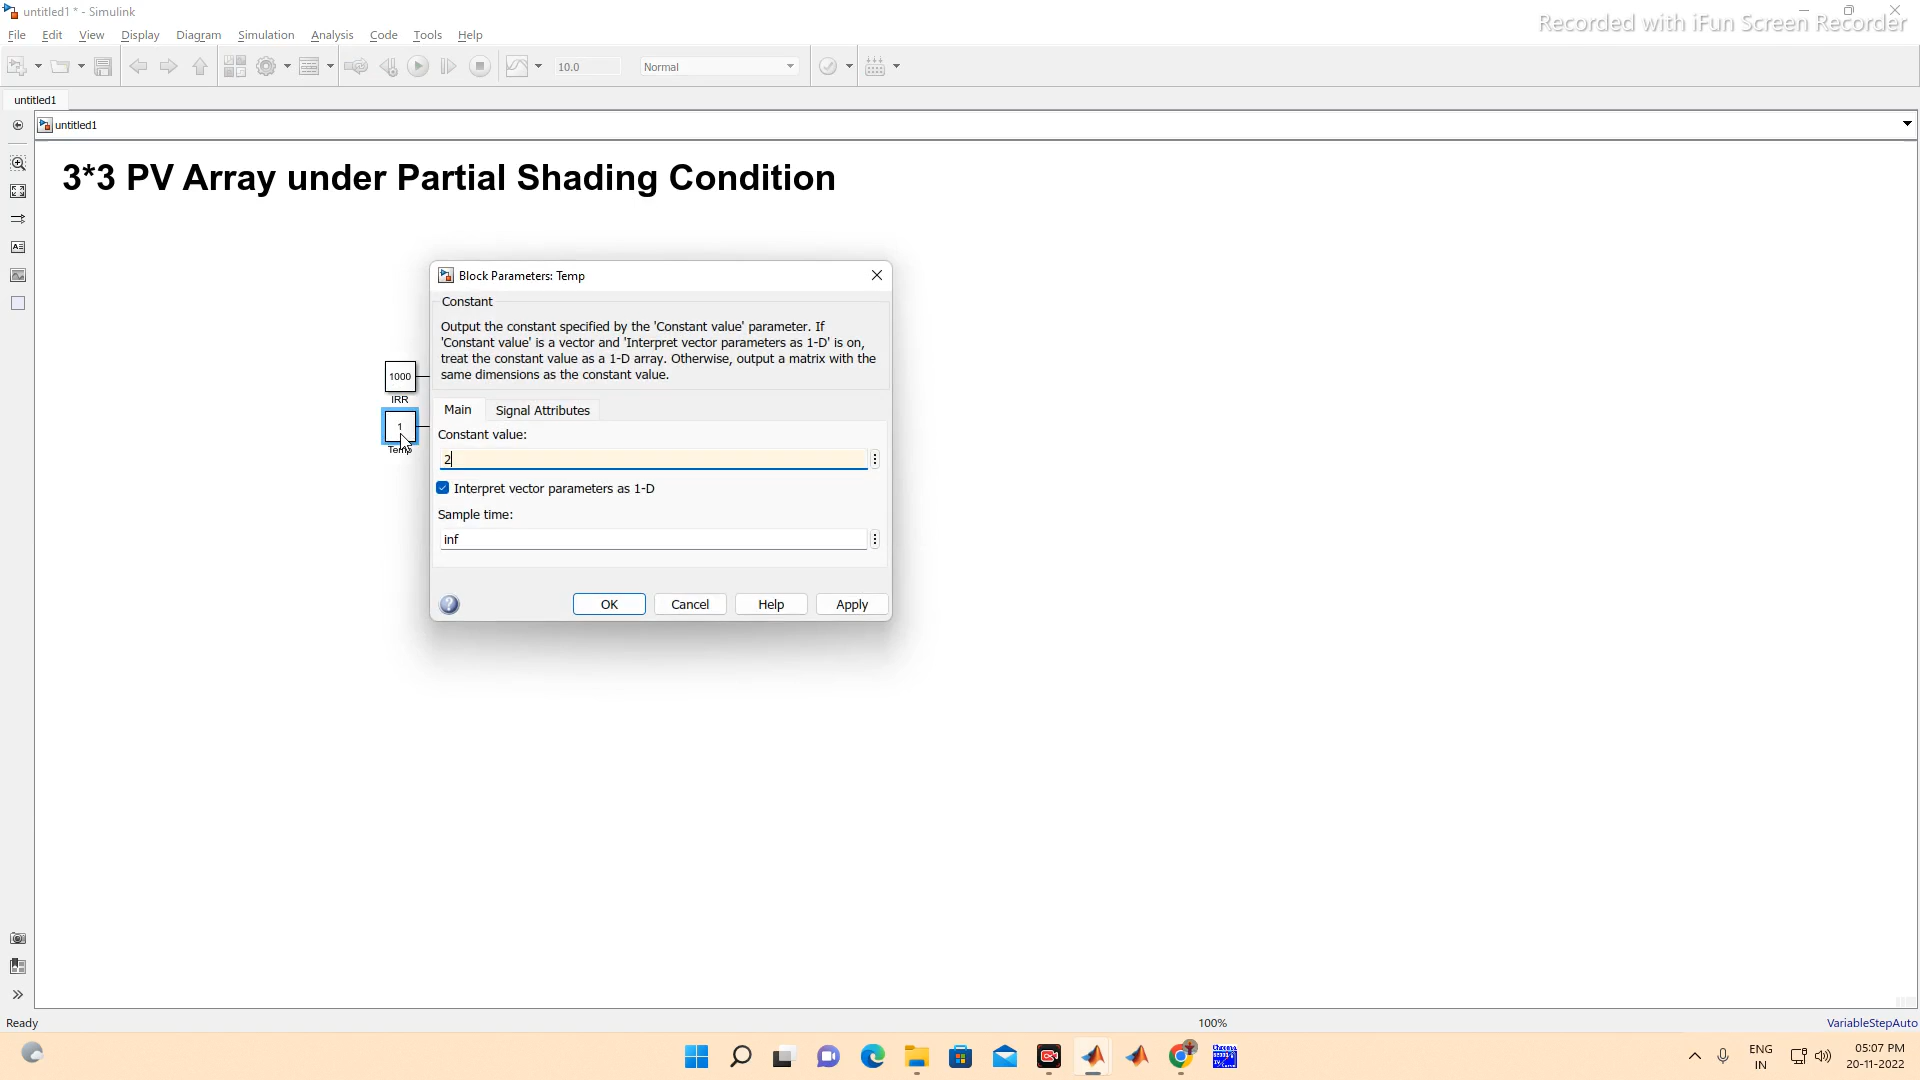 untitled1 * - Simulink
Recorded with iFun Screen Recorder
File Edit View Display Diagram Simulation Analysis Code Tools Help
10.0 Normal
untitled1
untitled1
3*3 PV Array under Partial Shading Condition
Block Parameters: Temp
Constant
Output the constant specified by the 'Constant value' parameter. If
'Constant value' is a vector and 'Interpret vector parameters as 1-D' is on,
treat the constant value as a 1-D array. Otherwise, output a matrix with the
same dimensions as the constant value.
1000
IRR
1
Temp
Main Signal Attributes
Constant value:
2
Interpret vector parameters as 1-D
Sample time:
inf
OK Cancel Help Apply
Ready 100% VariableStepAuto
ENG
IN
05:07 PM
20-11-2022